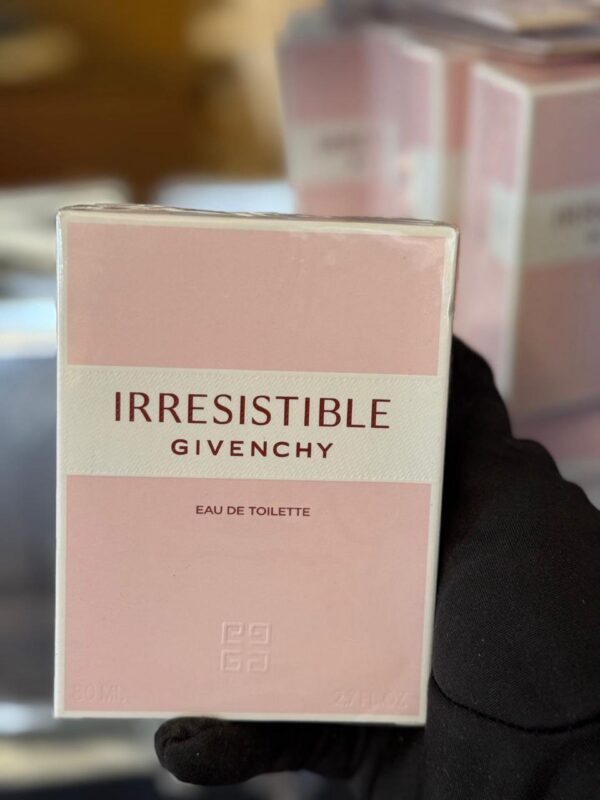 IRRESISTIBLE
GIVENCHY
EAU DE TOILETTE
80 ML
2.7 FL. OZ